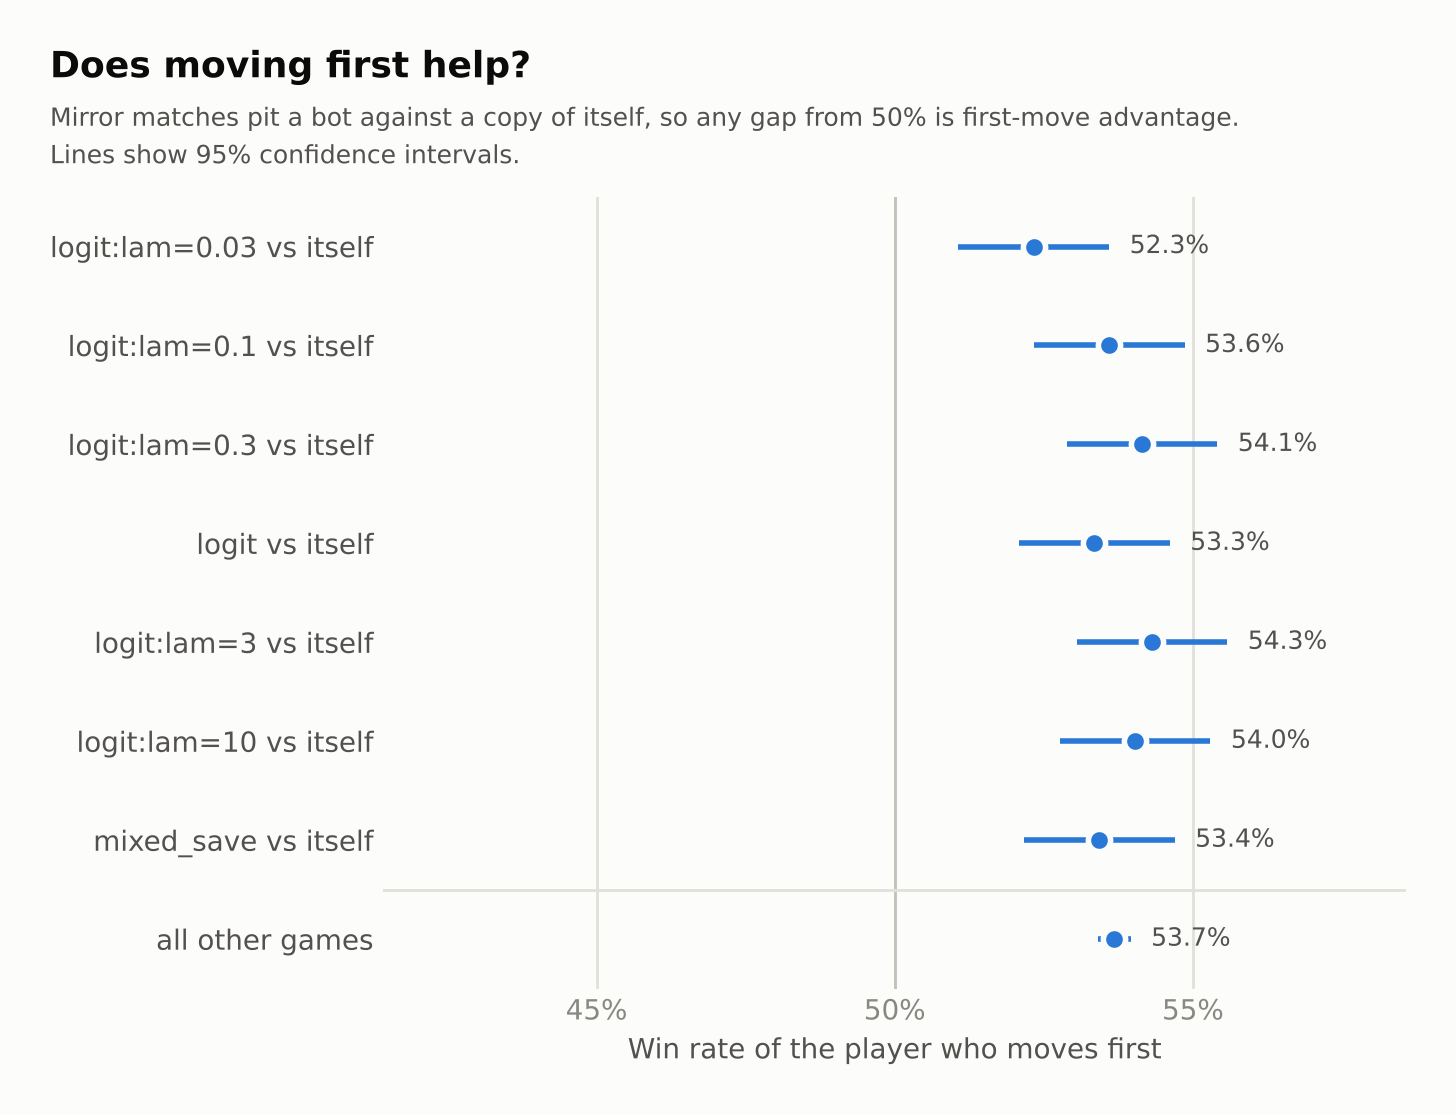 Does moving first help?
Mirror matches pit a bot against a copy of itself, so any gap from 50% is first-move advantage.
Lines show 95% confidence intervals.
logit:lam=0.03 vs itself 52.3%
logit:lam=0.1 vs itself 53.6%
logit:lam=0.3 vs itself 54.1%
logit vs itself 53.3%
logit:lam=3 vs itself 54.3%
logit:lam=10 vs itself 54.0%
mixed_save vs itself 53.4%
all other games 53.7%
45% 50% 55%
Win rate of the player who moves first